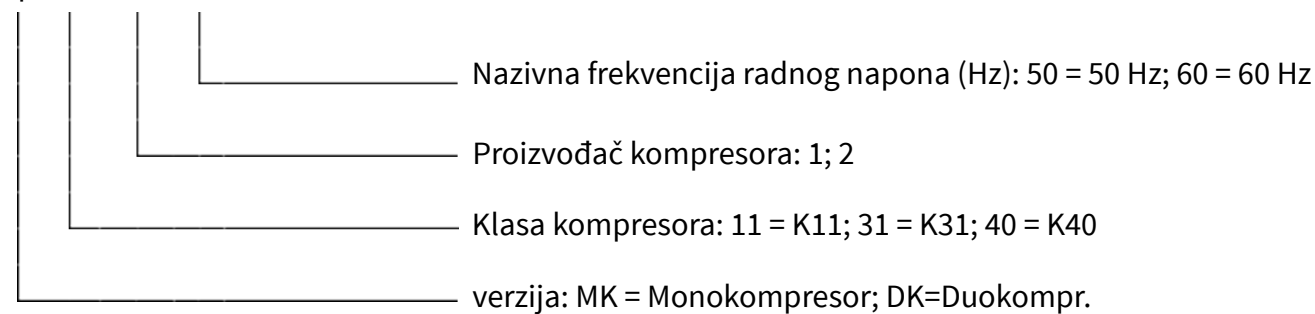 Nazivna frekvencija radnog napona (Hz): 50 = 50 Hz; 60 = 60 Hz
Proizvođač kompresora: 1; 2
Klasa kompresora: 11 = K11; 31 = K31; 40 = K40
verzija: MK = Monokompresor; DK=Duokompr.